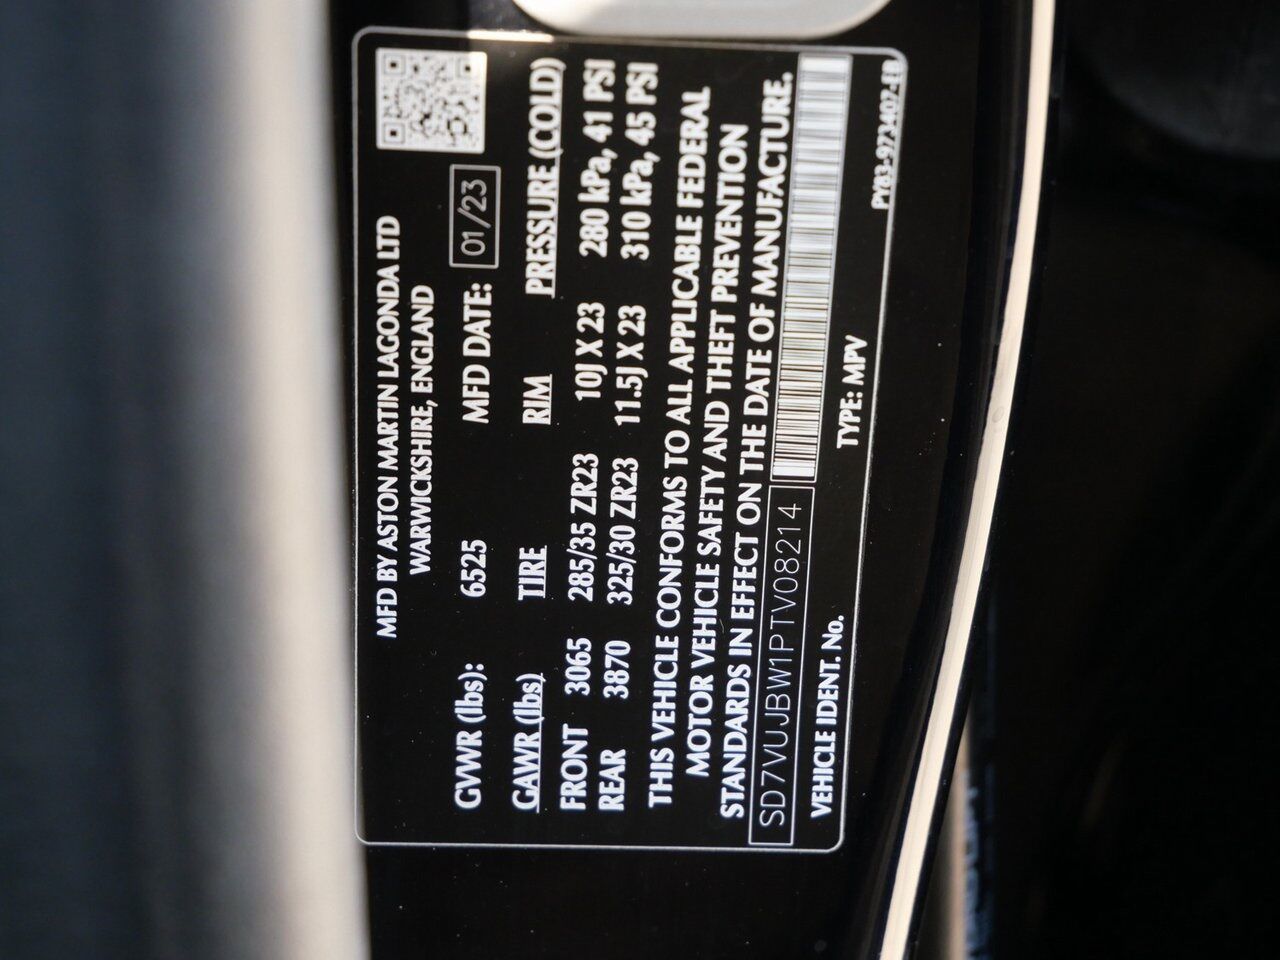 MFD BY ASTON MARTIN LAGONDA LTD
WARWICKSHIRE, ENGLAND
GVWR (lbs): 6525 MFD DATE: 01/23
GAWR (lbs) TIRE RIM PRESSURE (COLD)
FRONT 3065 285/35 ZR23 10J X 23 280 kPa, 41 PSI
REAR 3870 325/30 ZR23 11.5J X 23 310 kPa, 45 PSI
THIS VEHICLE CONFORMS TO ALL APPLICABLE FEDERAL
MOTOR VEHICLE SAFETY AND THEFT PREVENTION
STANDARDS IN EFFECT ON THE DATE OF MANUFACTURE.
SD7VUJBW1PTV08214
VEHICLE IDENT. No. TYPE: MPV
PY83-9723402-EB